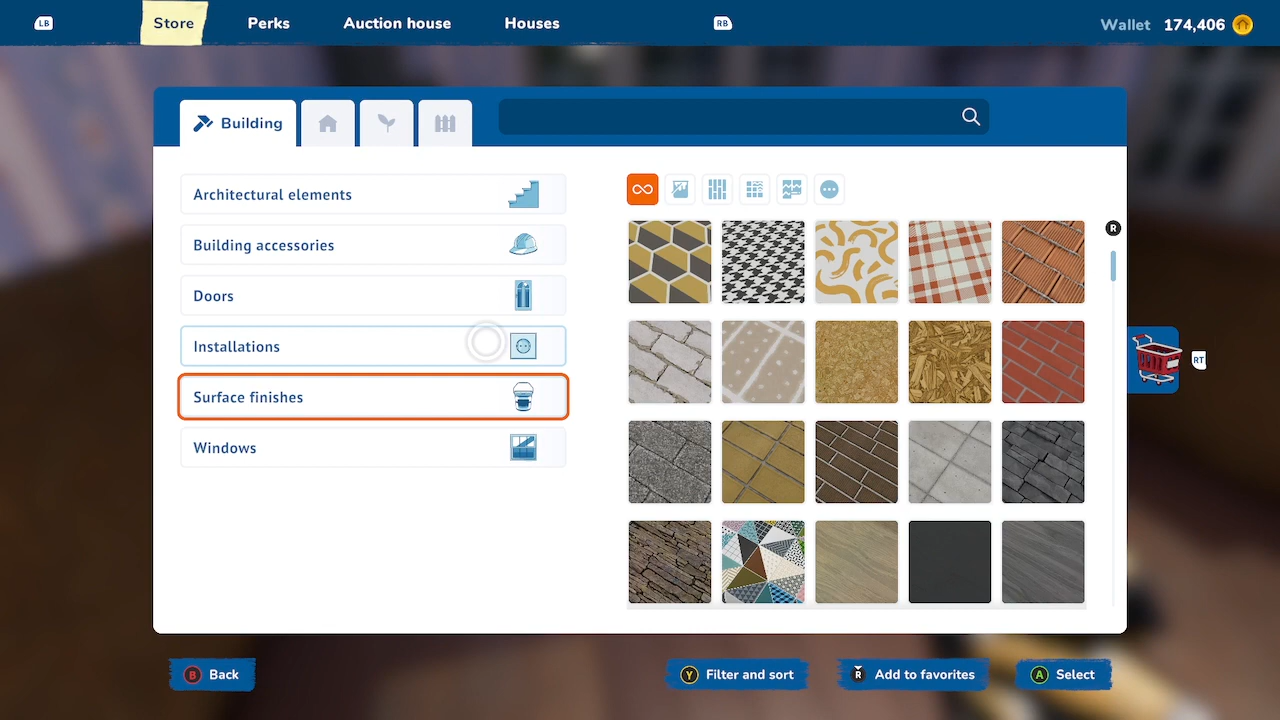 LB
Store
Perks
Auction house
Houses
RB
Wallet 174,406
Building
Architectural elements
Building accessories
Doors
Installations
Surface finishes
Windows
R
RT
B Back
Y Filter and sort
R Add to favorites
A Select